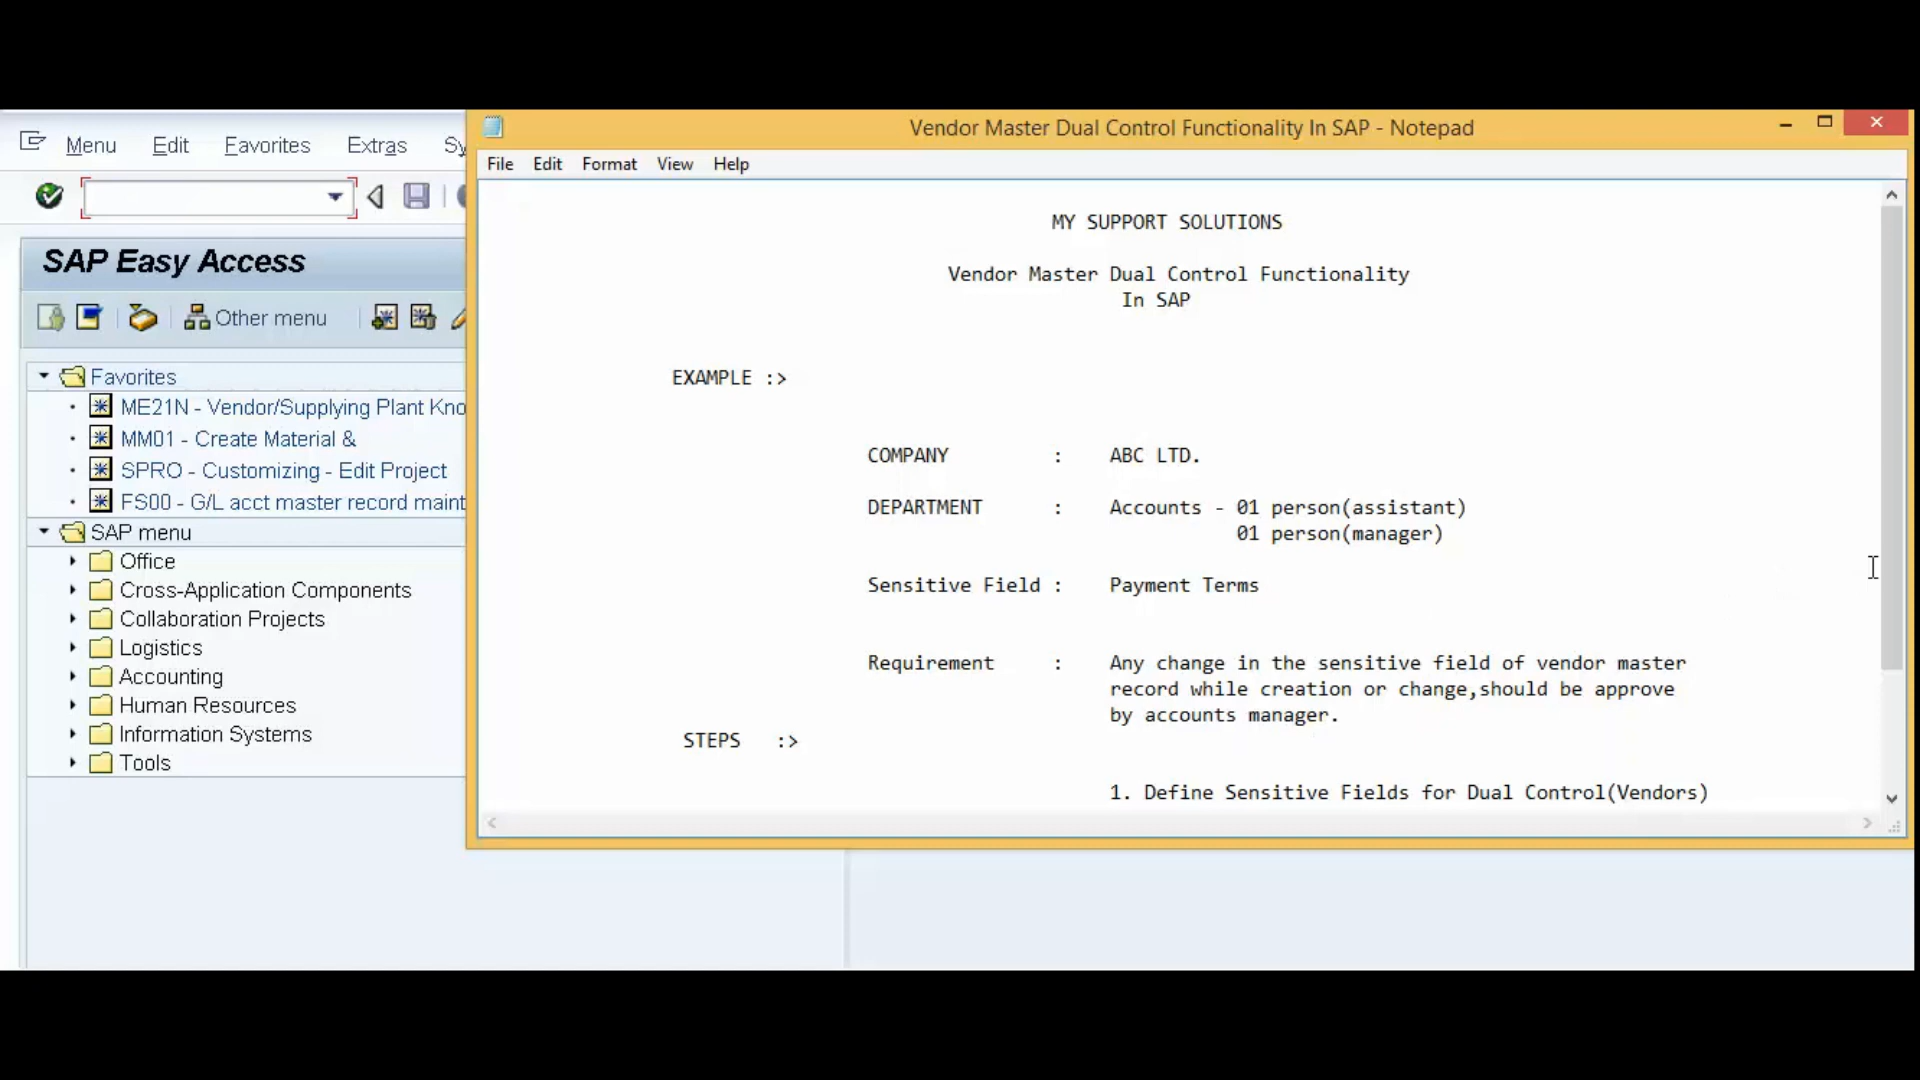 Vendor Master Dual Control Functionality In SAP - Notepad
Menu Edit Favorites Extras Sy
File Edit Format View Help
SAP Easy Access
Other menu
Favorites
ME21N - Vendor/Supplying Plant Kno
MM01 - Create Material &
SPRO - Customizing - Edit Project
FS00 - G/L acct master record maint
SAP menu
Office
Cross-Application Components
Collaboration Projects
Logistics
Accounting
Human Resources
Information Systems
Tools
MY SUPPORT SOLUTIONS
Vendor Master Dual Control Functionality
In SAP
EXAMPLE :>
COMPANY : ABC LTD.
DEPARTMENT : Accounts - 01 person(assistant)
01 person(manager)
Sensitive Field : Payment Terms
Requirement : Any change in the sensitive field of vendor master
record while creation or change,should be approve
by accounts manager.
STEPS :>
1. Define Sensitive Fields for Dual Control(Vendors)